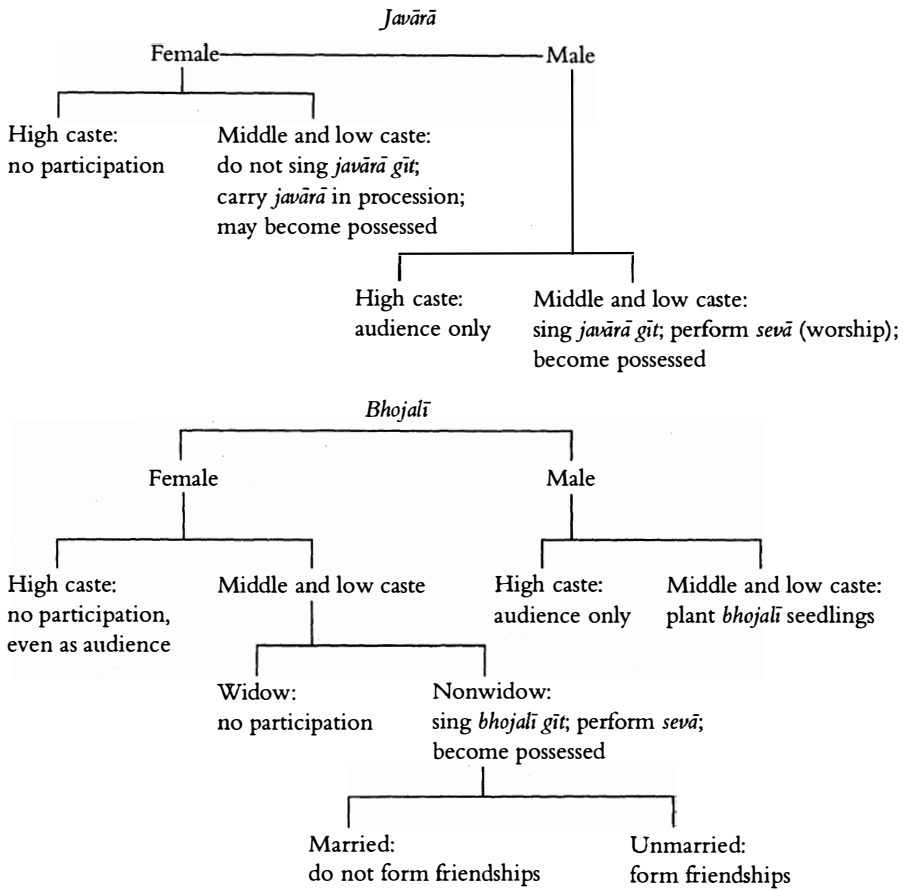 Javārā
Female Male
High caste:
no participation
Middle and low caste:
do not sing javārā gīt;
carry javārā in procession;
may become possessed
High caste:
audience only
Middle and low caste:
sing javārā gīt; perform sevā (worship);
become possessed
Bhojalī
Female Male
High caste:
no participation,
even as audience
Middle and low caste
High caste:
audience only
Middle and low caste:
plant bhojalī seedlings
Widow:
no participation
Nonwidow:
sing bhojalī gīt; perform sevā;
become possessed
Married:
do not form friendships
Unmarried:
form friendships